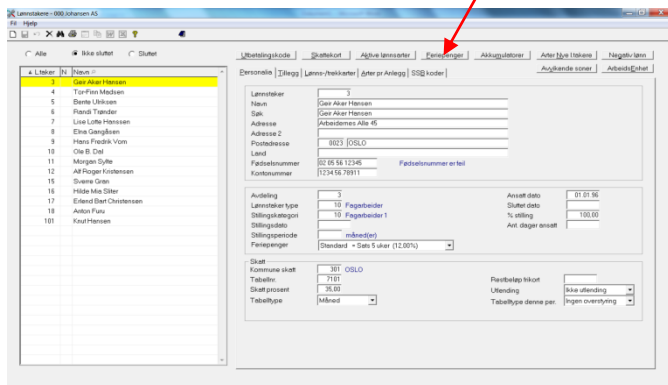 Lønnstakere - 000 Johansen AS
Fil Hjelp
Alle Ikke sluttet Sluttet
Utbetalingskode Skattekort Aktive lønnsarter Feriepenger Akkumulatorer Arter Nye l.takere Negativ lønn
Avvikende soner ArbeidsEnhet
Personalia Tillegg Lønns-/trekkarter Arter pr Anlegg SSB koder
L.taker N Navn
3 Geir Aker Hansen
4 Tor-Finn Madsen
5 Bente Ulriksen
6 Randi Trønder
7 Lise Lotte Hanssen
8 Elna Gangåsen
9 Hans Fredrik Vom
10 Ole B. Dal
11 Morgan Sylte
12 Alf Roger Kristensen
15 Sverre Gran
16 Hilde Mia Sliter
17 Erlend Bart Christensen
18 Anton Furu
101 Knut Hansen
Lønnstaker 3
Navn Geir Aker Hansen
Søk Geir Aker Hansen
Adresse Arbeidernes Alle 45
Adresse 2
Postadresse 0023 OSLO
Land
Fødselsnummer 02 05 56 12345 Fødselsnummer er feil
Kontonummer 1234.56.78911
Avdeling 3 Ansatt dato 01.01.96
Lønnstaker type 10 Fagarbeider Sluttet dato
Stillingskategori 10 Fagarbeider 1 % stilling 100,00
Stillingsdato Ant. dager ansatt
Stillingsperiode måned(er)
Feriepenger Standard = Sats 5 uker (12,00%)
Skatt
Kommune skatt 301 OSLO
Tabellnr. 7101 Restbeløp frikort
Skatt prosent 35,00 Utlending Ikke utlending
Tabelltype Måned Tabelltype denne per. Ingen overstyring